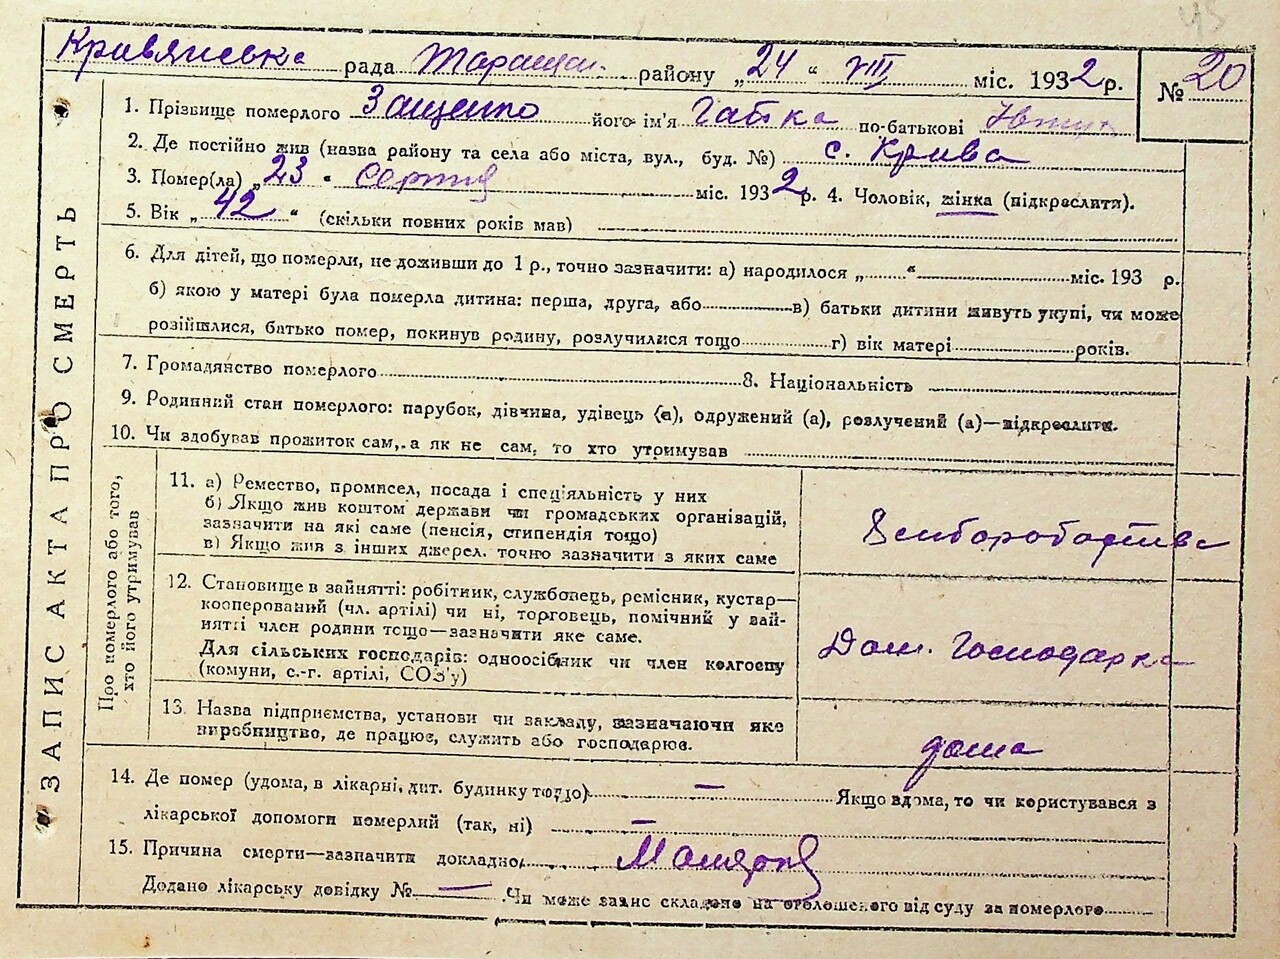 45
Кривянська рада Таращан. району „24“ VIII міс. 1932 р. № 20
1. Прізвище померлого Защепко його ім'я Гапка по-батькові
2. Де постійно жив (назва району та села або міста, вул., буд. №) с. Крива
3. Помер(ла) „23“ Серпня міс. 1932 р. 4. Чоловік, жінка (підкреслити).
5. Вік „42“ (скільки повних років мав)
6. Для дітей, що померли, не доживши до 1 р., точно зазначити: а) народилося „ “ міс. 193 р.
б) якою у матері була померла дитина: перша, друга, або в) батьки дитини живуть укупі, чи може
розійшлися, батько помер, покинув родину, розлучилися тощо г) вік матері років.
7. Громадянство померлого 8. Національність
9. Родинний стан померлого: парубок, дівчина, удівець (а), одружений (а), розлучений (а)—підкреслити.
10. Чи здобував прожиток сам, а як не сам, то хто утримував
ЗАПИС АКТА ПРО СМЕРТЬ
Про померлого або того,
хто його утримував
11. а) Ремество, промисел, посада і спеціяльність у них
б) Якщо жив коштом держави чи громадських організацій,
зазначити на які саме (пенсія, стипендія тощо)
в) Якщо жив з інших джерел, точно зазначити з яких саме
12. Становище в зайнятті: робітник, службовець, ремісник, кустар—
кооперований (чл. артілі) чи ні, торговець, помічний у зай-
нятті член родини тощо—зазначити яке саме.
Для сільських господарів: одноосібник чи член колгоспу
(комуни, с.-г. артілі, СОЗ'у)
Дом. Господарка
13. Назва підприємства, установи чи закладу, зазначаючи яке
виробництво, де працює, служить або господарює.
дома
14. Де помер (удома, в лікарні, дит. будинку тощо) — Якщо вдома, то чи користувався з
лікарської допомоги померлий (так, ні) —
15. Причина смерти—зазначити докладно
Додано лікарську довідку № — . Чи може запис складено на оголошеного від суду за померлого